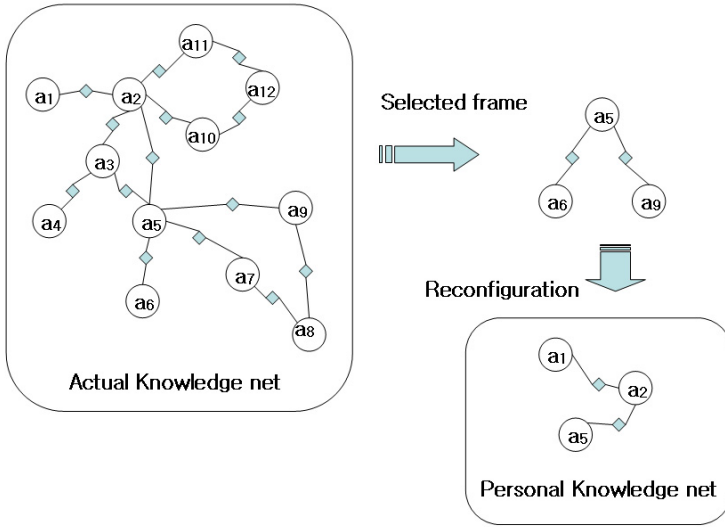 a11
a1
a2
a12
a10
a3
a4
a5
a9
a7
a6
a8
Actual Knowledge net
Selected frame
a5
a6
a9
Reconfiguration
a1
a2
a5
Personal Knowledge net